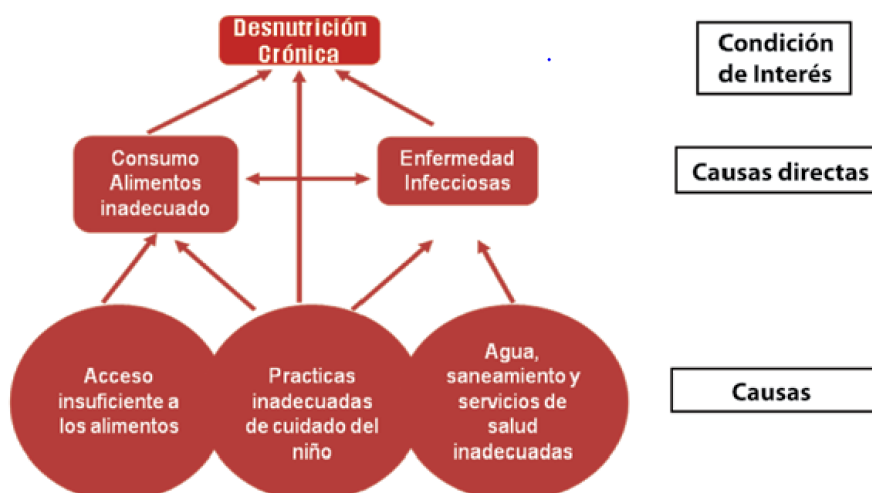 Desnutrición
Crónica
Condición
de Interés
Consumo
Alimentos
inadecuado
Enfermedad
Infecciosas
Causas directas
Acceso
insuficiente a
los alimentos
Practicas
inadecuadas
de cuidado del
niño
Agua,
saneamiento y
servicios de
salud
inadecuadas
Causas